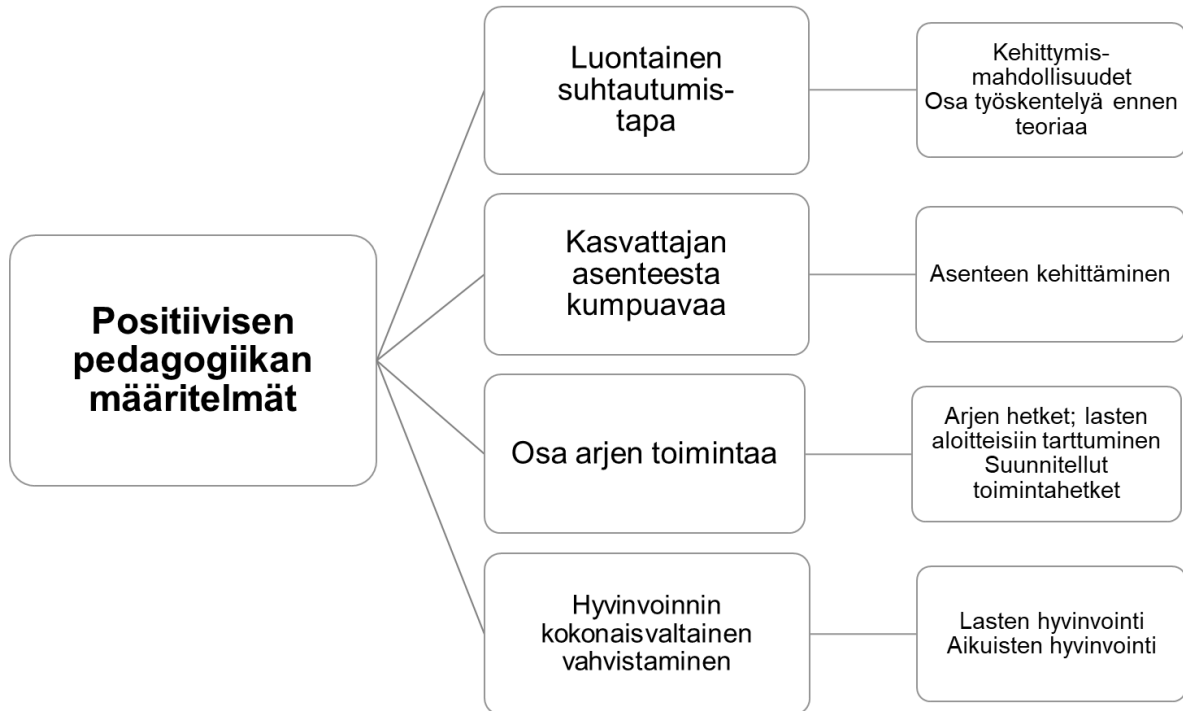 Positiivisen
pedagogiikan
määritelmät
Luontainen
suhtautumis-
tapa
Kehittymis-
mahdollisuudet
Osa työskentelyä ennen
teoriaa
Kasvattajan
asenteesta
kumpuavaa
Asenteen kehittäminen
Osa arjen toimintaa
Arjen hetket; lasten
aloitteisiin tarttuminen
Suunnitellut
toimintahetket
Hyvinvoinnin
kokonaisvaltainen
vahvistaminen
Lasten hyvinvointi
Aikuisten hyvinvointi